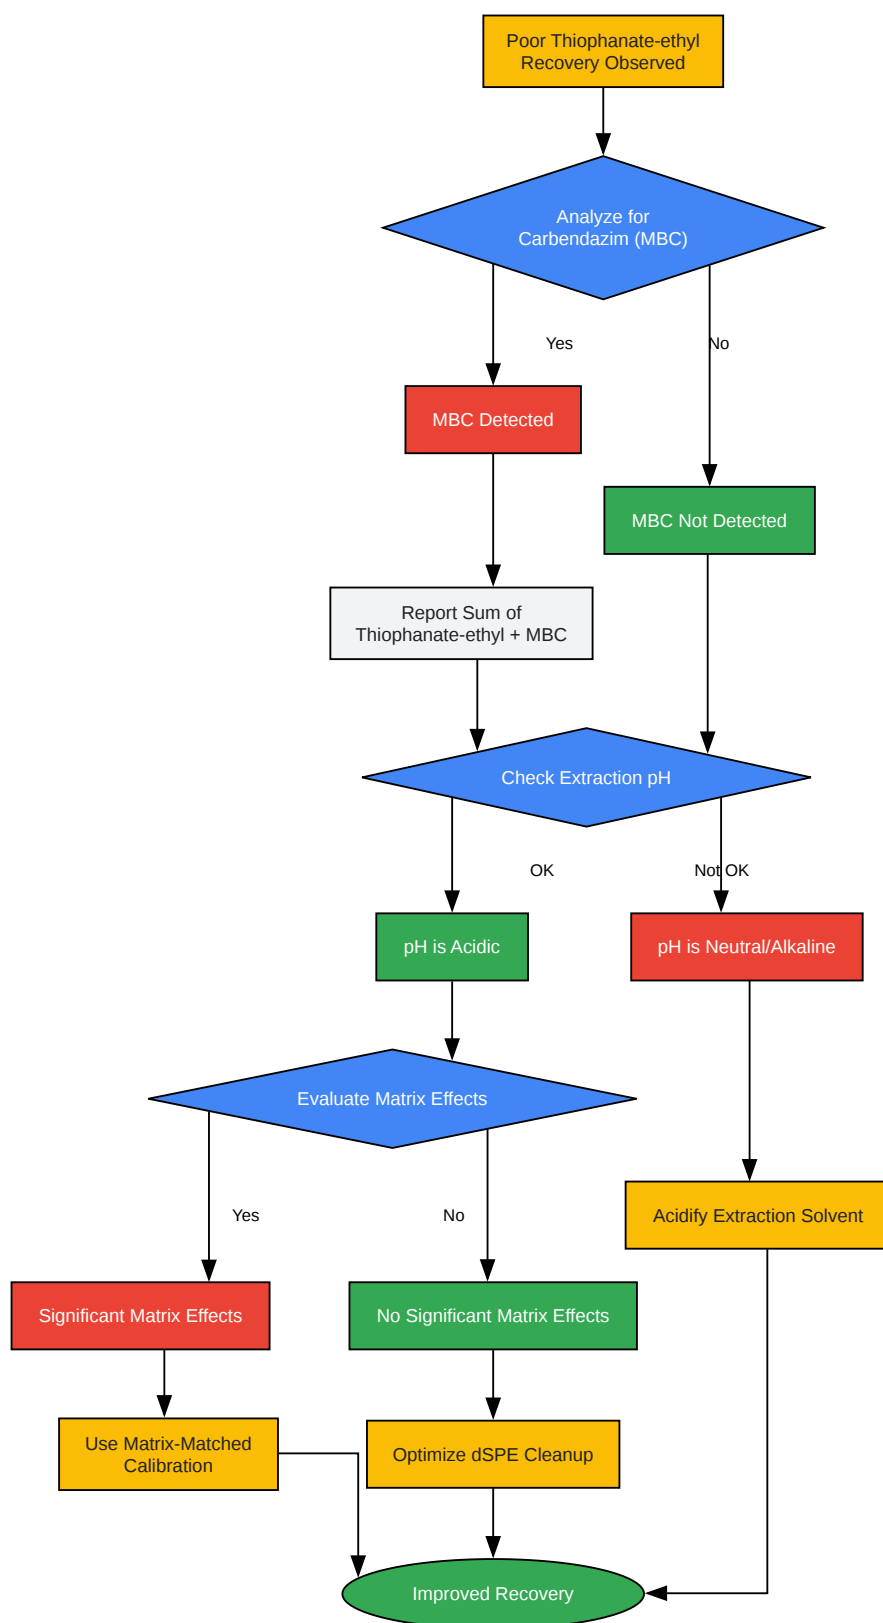 Poor Thiophanate-ethyl
Recovery Observed
Analyze for
Carbendazim (MBC)
Yes
No
MBC Detected
MBC Not Detected
Report Sum of
Thiophanate-ethyl + MBC
Check Extraction pH
OK
Not OK
pH is Acidic
pH is Neutral/Alkaline
Evaluate Matrix Effects
Yes
No
Acidify Extraction Solvent
Significant Matrix Effects
No Significant Matrix Effects
Use Matrix-Matched
Calibration
Optimize dSPE Cleanup
Improved Recovery